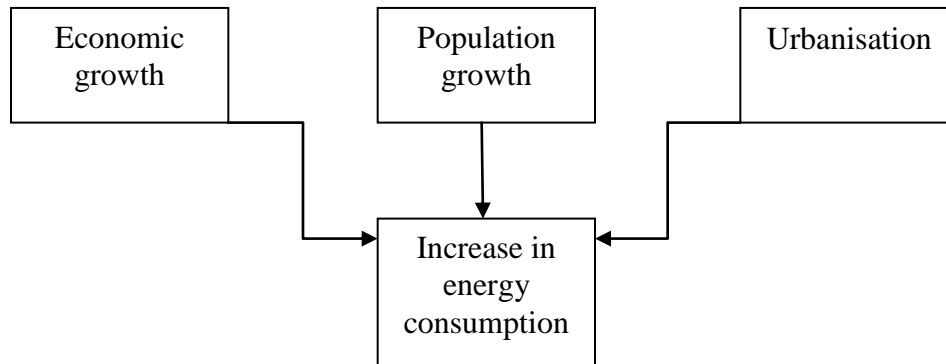 Economic
growth
Population
growth
Urbanisation
Increase in
energy
consumption